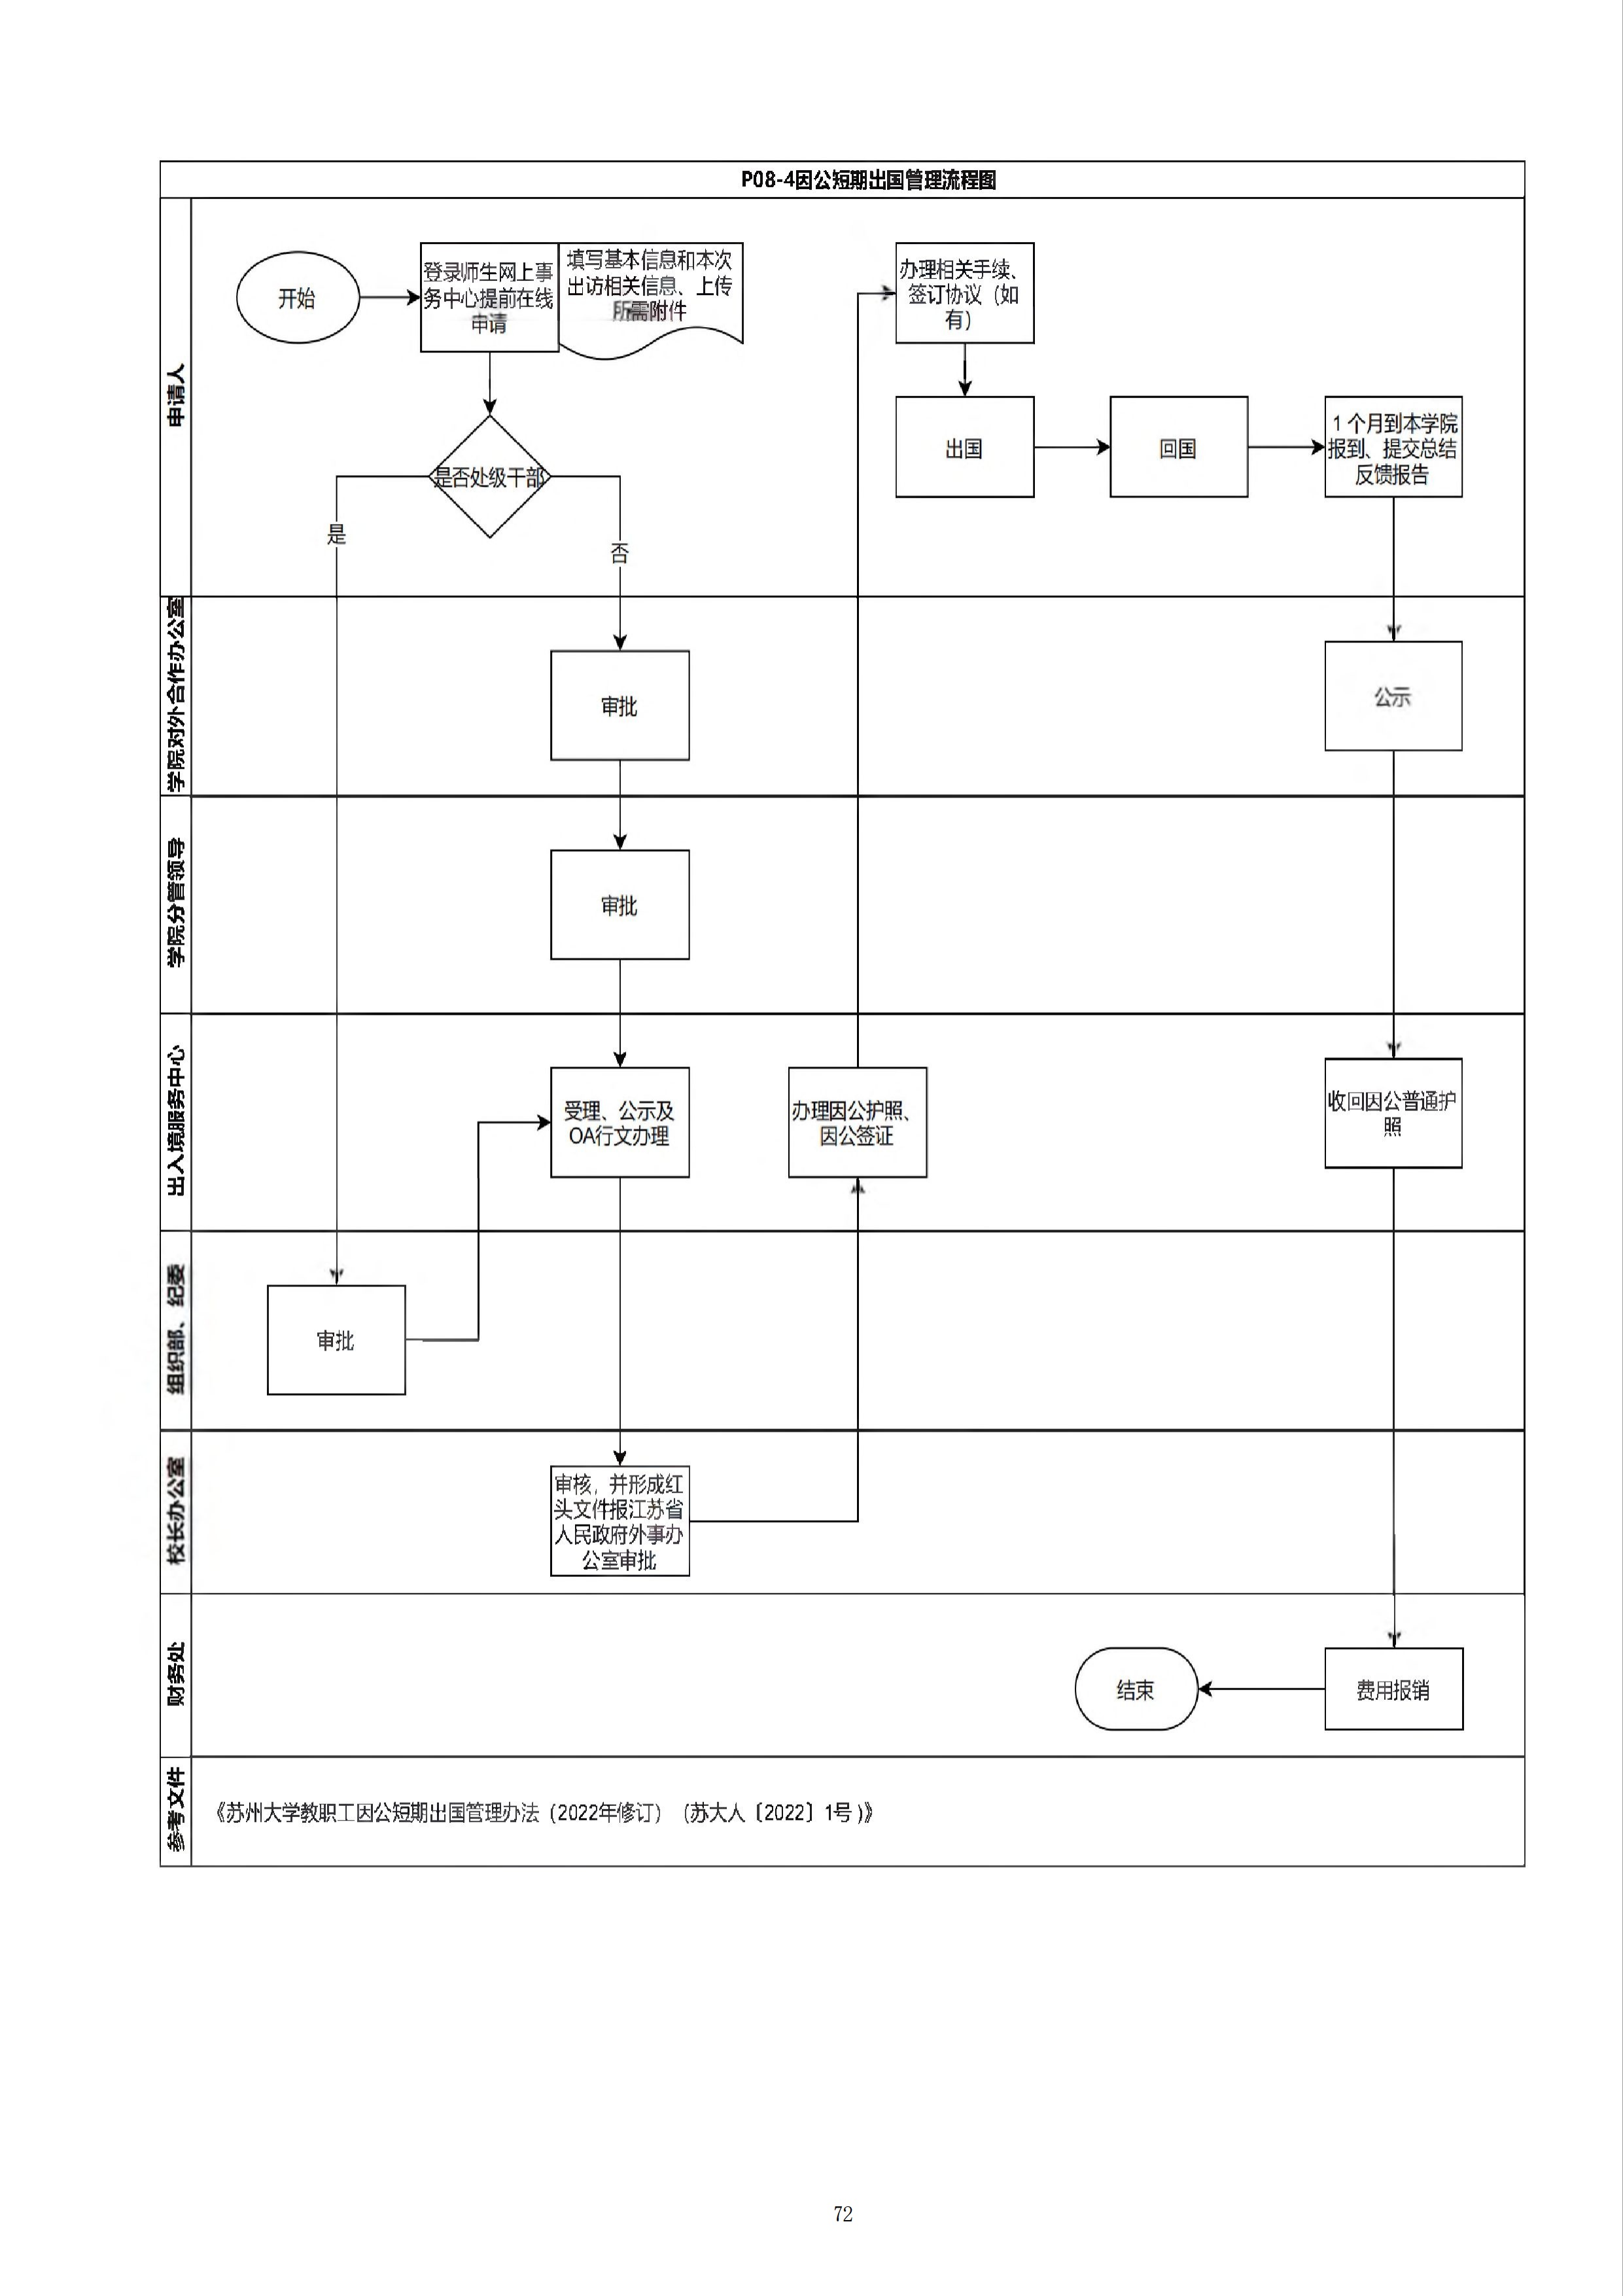 P08-4因公短期出国管理流程图
申请人
开始
登录师生网上事
务中心提前在线
申请
填写基本信息和本次
出访相关信息、上传
所需附件
是否处级干部
是
否
办理相关手续、
签订协议（如
有）
出国
回国
1个月到本学院
报到、提交总结
反馈报告
学院对外合作办公室
审批
公示
学院分管领导
审批
出入境服务中心
受理、公示及
OA行文办理
办理因公护照、
因公签证
收回因公普通护
照
组织部、纪委
审批
校长办公室
审核，并形成红
头文件报江苏省
人民政府外事办
公室审批
财务处
结束
费用报销
参考文件
《苏州大学教职工因公短期出国管理办法（2022年修订）（苏大人〔2022〕1号)》
72